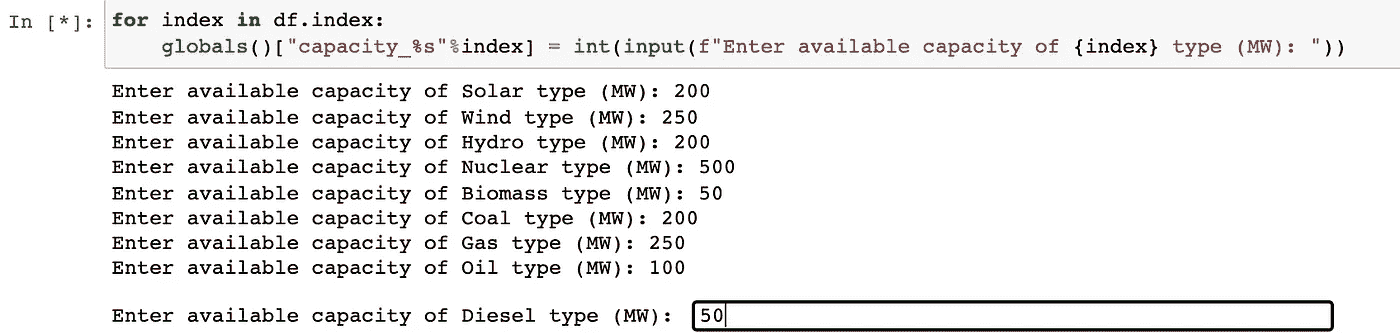 In [*]: for index in df.index:
globals()["capacity_%s"%index] = int(input(f"Enter available capacity of {index} type (MW): "))
Enter available capacity of Solar type (MW): 200
Enter available capacity of Wind type (MW): 250
Enter available capacity of Hydro type (MW): 200
Enter available capacity of Nuclear type (MW): 500
Enter available capacity of Biomass type (MW): 50
Enter available capacity of Coal type (MW): 200
Enter available capacity of Gas type (MW): 250
Enter available capacity of Oil type (MW): 100
Enter available capacity of Diesel type (MW): 50